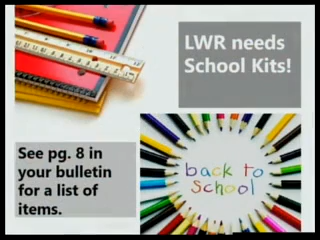 LWR needs
School Kits!
See pg. 8 in
your bulletin
for a list of
items.
back to
school